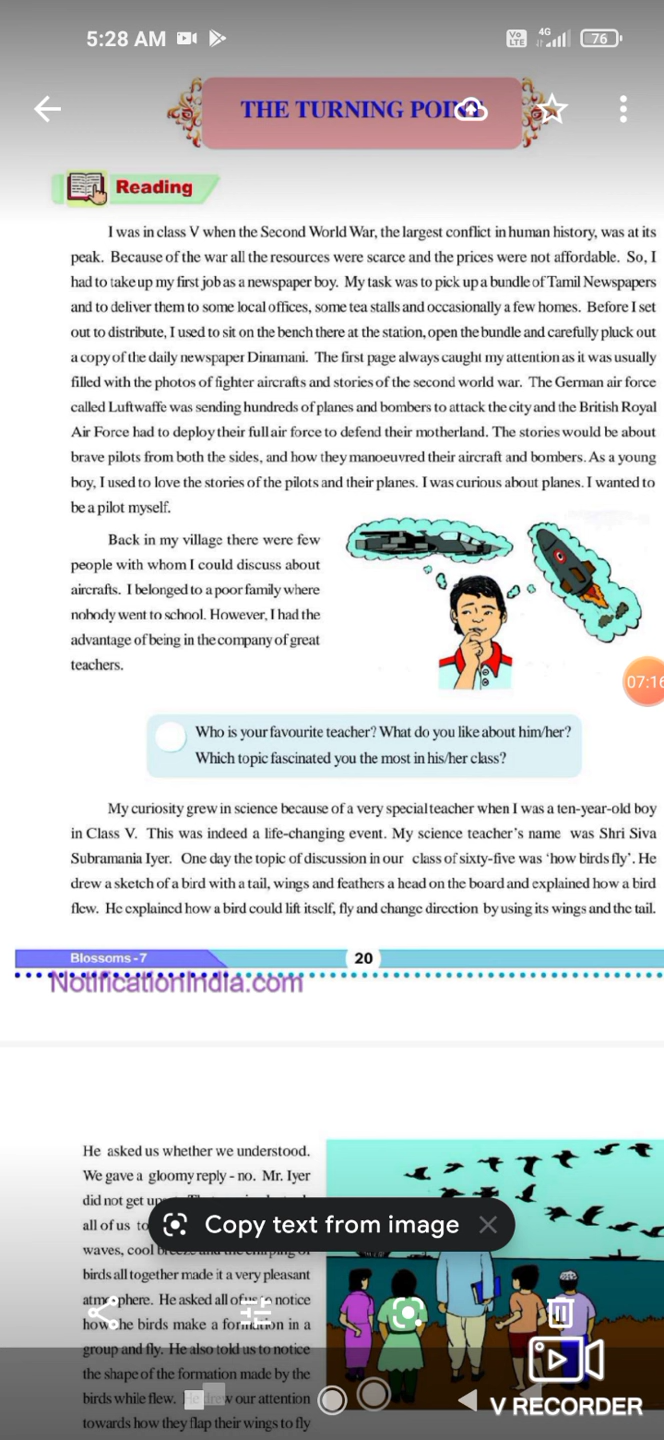 5:28 AM
Vo LTE 4G 76
THE TURNING
Reading
I was in class V when the Second World War, the largest conflict in human history, was at its
peak. Because of the war all the resources were scarce and the prices were not affordable. So, I
had to take up my first job as a newspaper boy. My task was to pick up a bundle of Tamil Newspapers
and to deliver them to some local offices, some tea stalls and occasionally a few homes. Before I set
out to distribute, I used to sit on the bench there at the station, open the bundle and carefully pluck out
a copy of the daily newspaper Dinamani. The first page always caught my attention as it was usually
filled with the photos of fighter aircrafts and stories of the second world war. The German air force
called Luftwaffe was sending hundreds of planes and bombers to attack the city and the British Royal
Air Force had to deploy their full air force to defend their motherland. The stories would be about
brave pilots from both the sides, and how they manoeuvred their aircraft and bombers. As a young
boy, I used to love the stories of the pilots and their planes. I was curious about planes. I wanted to
be a pilot myself.
Back in my village there were few
people with whom I could discuss about
aircrafts. I belonged to a poor family where
nobody went to school. However, I had the
advantage of being in the company of great
teachers.
07:16
Who is your favourite teacher? What do you like about him/her?
Which topic fascinated you the most in his/her class?
My curiosity grew in science because of a very special teacher when I was a ten-year-old boy
in Class V. This was indeed a life-changing event. My science teacher's name was Shri Siva
Subramania Iyer. One day the topic of discussion in our class of sixty-five was 'how birds fly'. He
drew a sketch of a bird with a tail, wings and feathers a head on the board and explained how a bird
flew. He explained how a bird could lift itself, fly and change direction by using its wings and the tail.
Blossoms-7
20
NotificationIndia.com
He asked us whether we understood.
We gave a gloomy reply - no. Mr. Iyer
did not get
all of us to
Copy text from image
waves, cool
birds all together made it a very pleasant
He asked all of notice
how birds make a in a
group and fly. He also told us to notice
the shape of the formation made by the
birds while flew. our attention
towards how they flap their wings to fly
V RECORDER